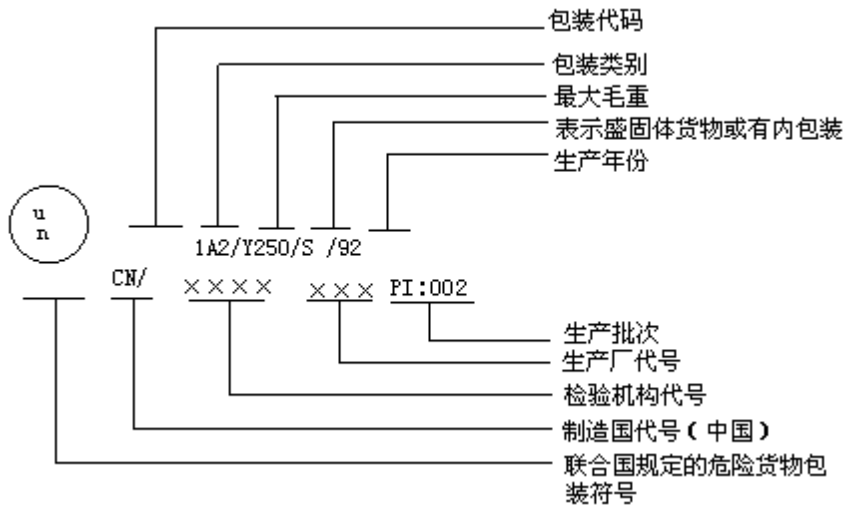 包装代码
包装类别
最大毛重
表示盛固体货物或有内包装
生产年份
u
n
1A2/Y250/S /92
CN/ ×××× ××× PI:002
生产批次
生产厂代号
检验机构代号
制造国代号(中国)
联合国规定的危险货物包
装符号